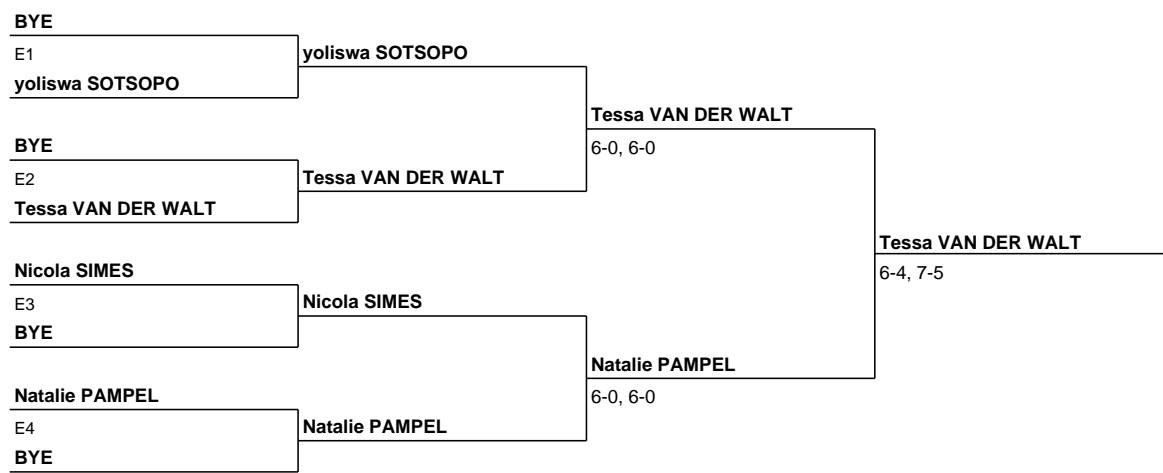 BYE
E1
yoliswa SOTSOPO
yoliswa SOTSOPO
BYE
E2
Tessa VAN DER WALT
Tessa VAN DER WALT
Tessa VAN DER WALT
6-0, 6-0
Nicola SIMES
E3
BYE
Nicola SIMES
Natalie PAMPEL
E4
BYE
Natalie PAMPEL
Natalie PAMPEL
6-0, 6-0
Tessa VAN DER WALT
6-4, 7-5